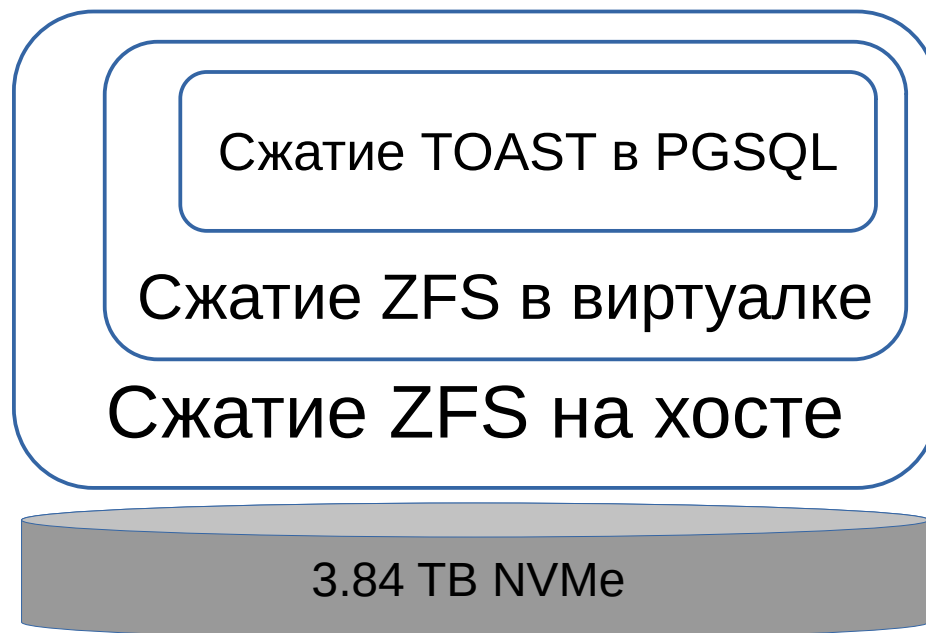 Сжатие TOAST в PGSQL
Сжатие ZFS в виртуалке
Сжатие ZFS на хосте
3.84 TB NVMe